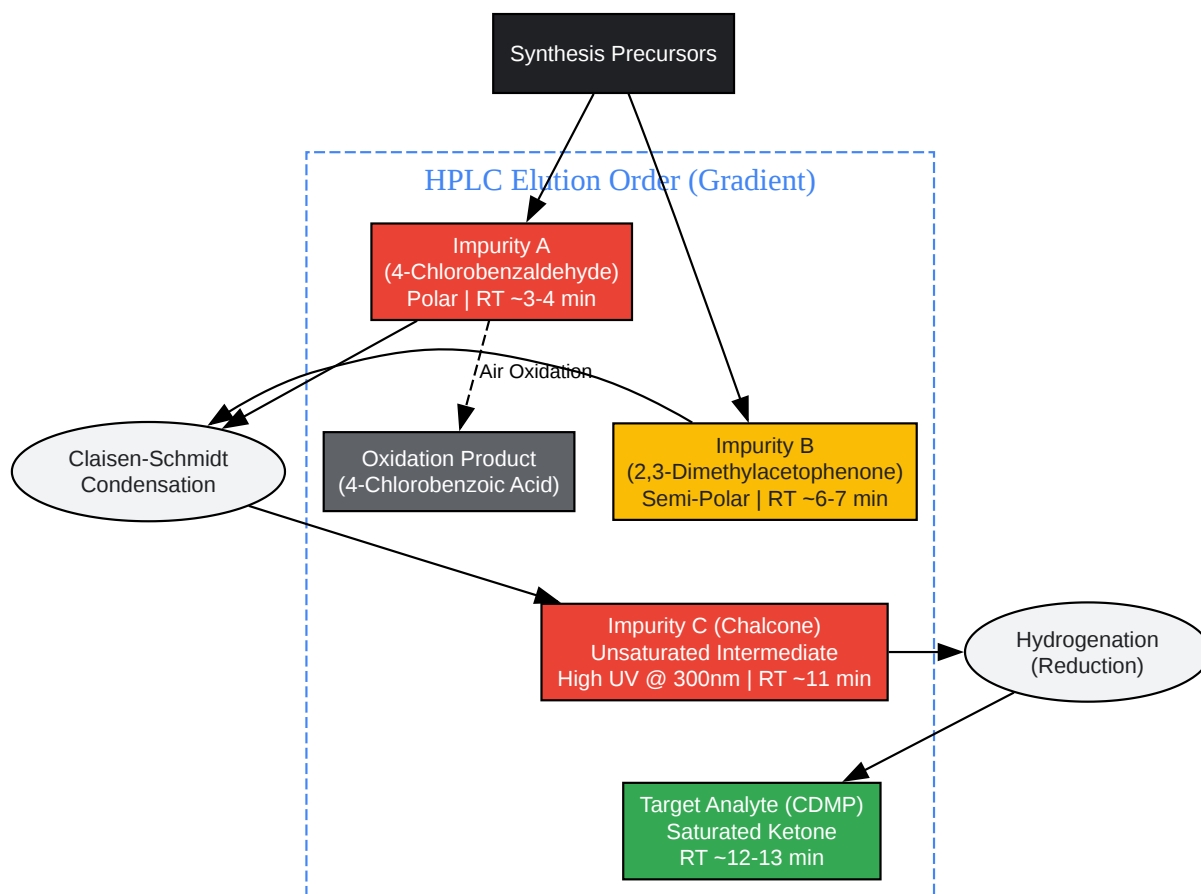 Synthesis Precursors
HPLC Elution Order (Gradient)
Impurity A
(4-Chlorobenzaldehyde)
Polar | RT ~3-4 min
Air Oxidation
Claisen-Schmidt
Condensation
Oxidation Product
(4-Chlorobenzoic Acid)
Impurity B
(2,3-Dimethylacetophenone)
Semi-Polar | RT ~6-7 min
Impurity C (Chalcone)
Unsaturated Intermediate
High UV @ 300nm | RT ~11 min
Hydrogenation
(Reduction)
Target Analyte (CDMP)
Saturated Ketone
RT ~12-13 min